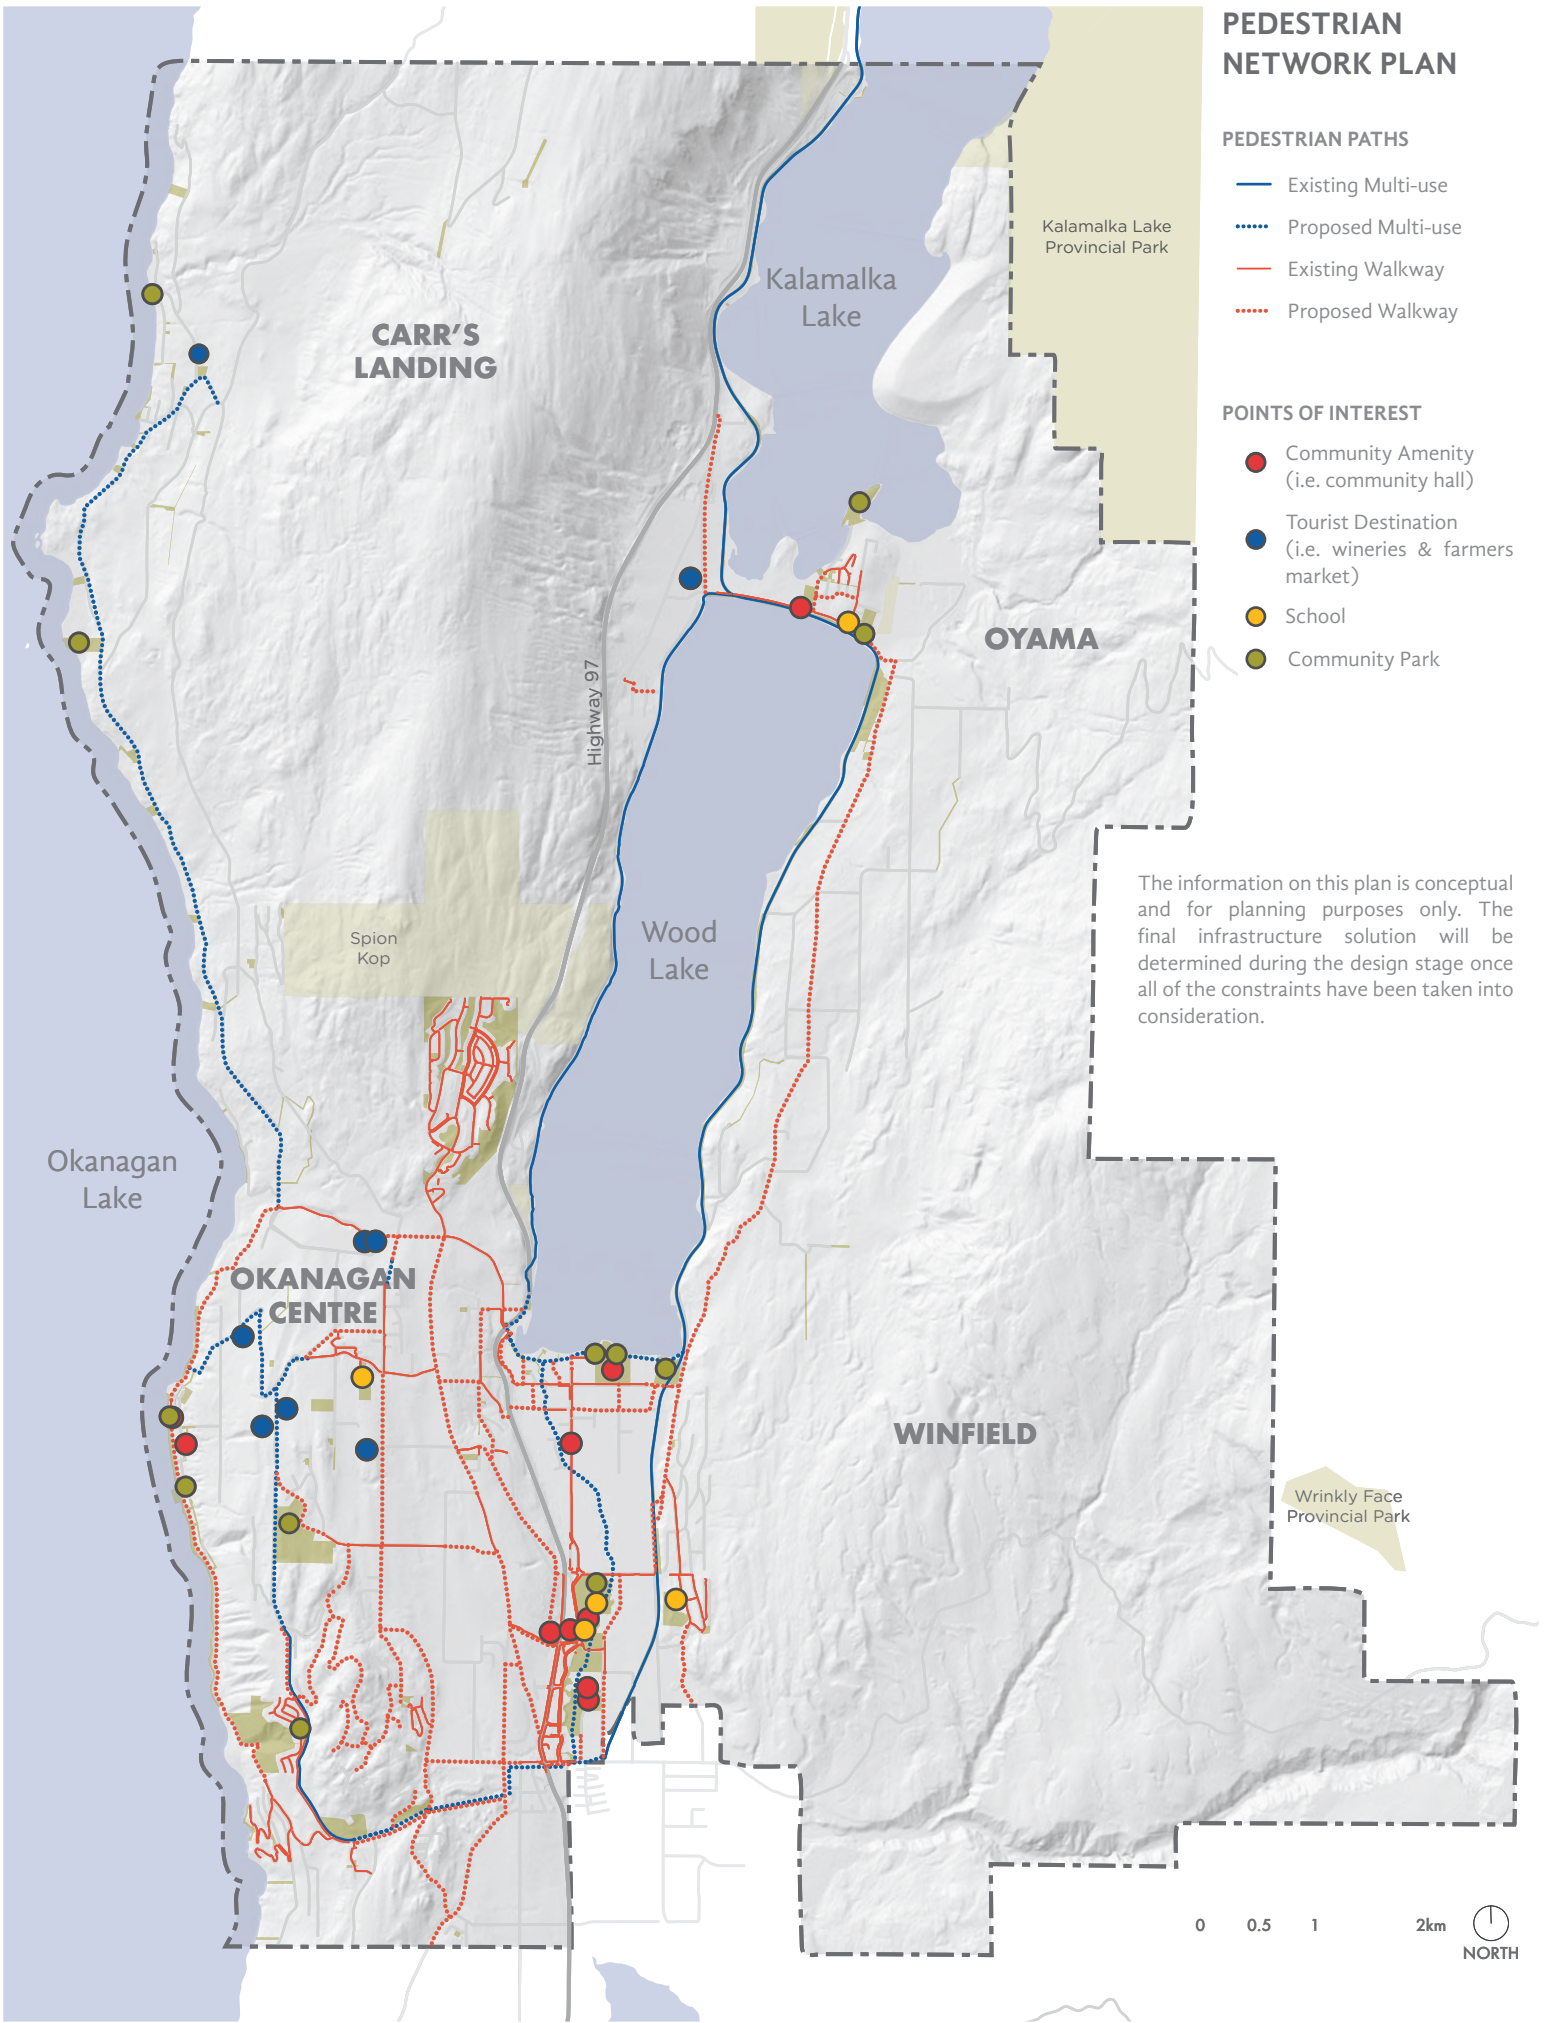 PEDESTRIAN
NETWORK PLAN
PEDESTRIAN PATHS
Existing Multi-use
Proposed Multi-use
Existing Walkway
Proposed Walkway
POINTS OF INTEREST
Community Amenity
(i.e. community hall)
Tourist Destination
(i.e. wineries & farmers
market)
School
Community Park
Kalamalka Lake
Provincial Park
Kalamalka
Lake
CARR'S
LANDING
OYAMA
Highway 97
The information on this plan is conceptual
and for planning purposes only. The
final infrastructure solution will be
determined during the design stage once
all of the constraints have been taken into
consideration.
Spion
Kop
Wood
Lake
Okanagan
Lake
OKANAGAN
CENTRE
WINFIELD
Wrinkly Face
Provincial Park
0 0.5 1 2km
NORTH